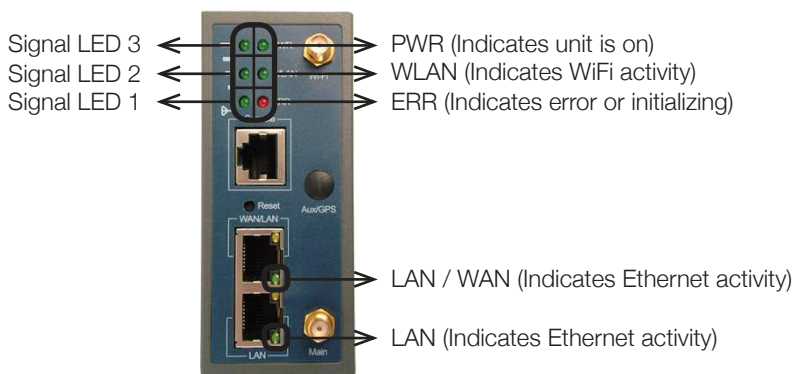 Signal LED 3
PWR (Indicates unit is on)
Signal LED 2
WLAN (Indicates WiFi activity)
Signal LED 1
ERR (Indicates error or initializing)
Wi-Fi
Reset
Aux/GPS
WAN/LAN
LAN / WAN (Indicates Ethernet activity)
LAN (Indicates Ethernet activity)
LAN
Main